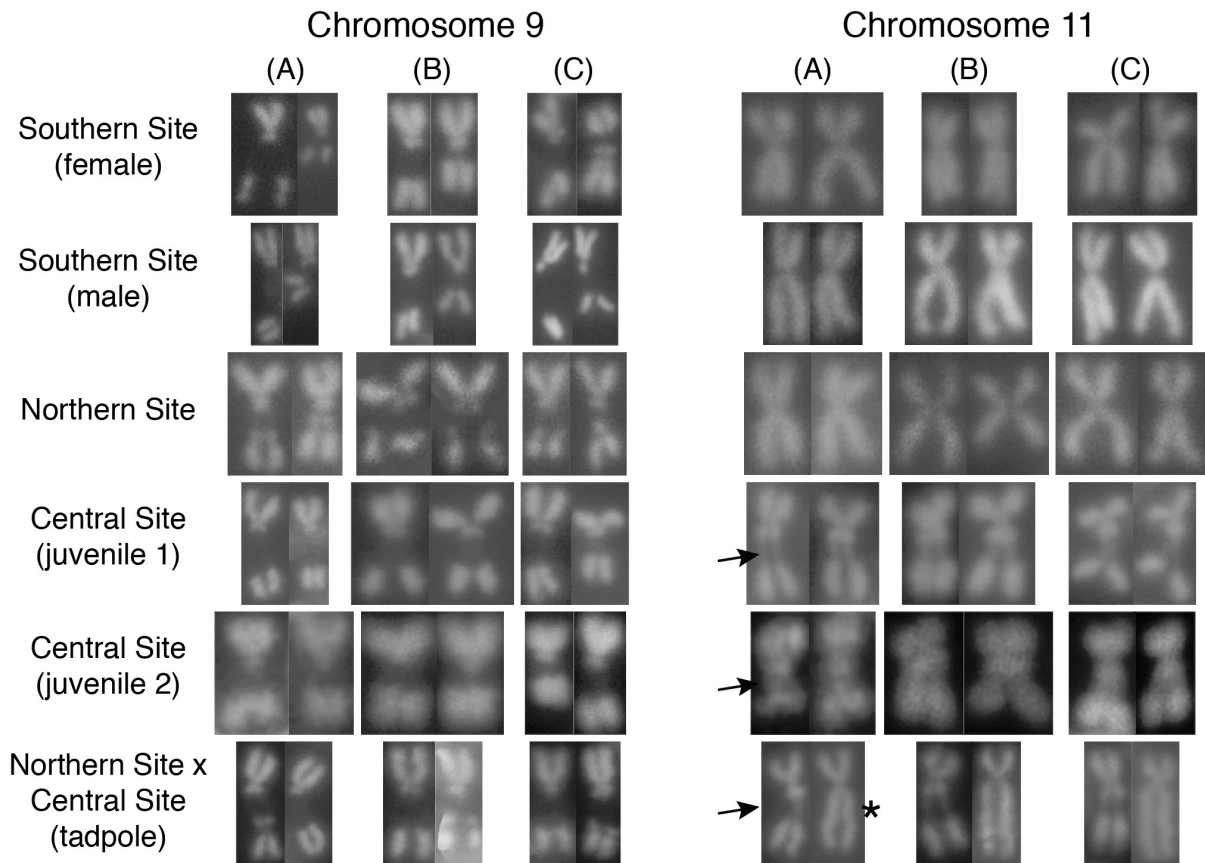 Chromosome 9 Chromosome 11
(A) (B) (C) (A) (B) (C)
Southern Site
(female)
Southern Site
(male)
Northern Site
Central Site
(juvenile 1)
Central Site
(juvenile 2)
Northern Site x
Central Site
(tadpole)
*